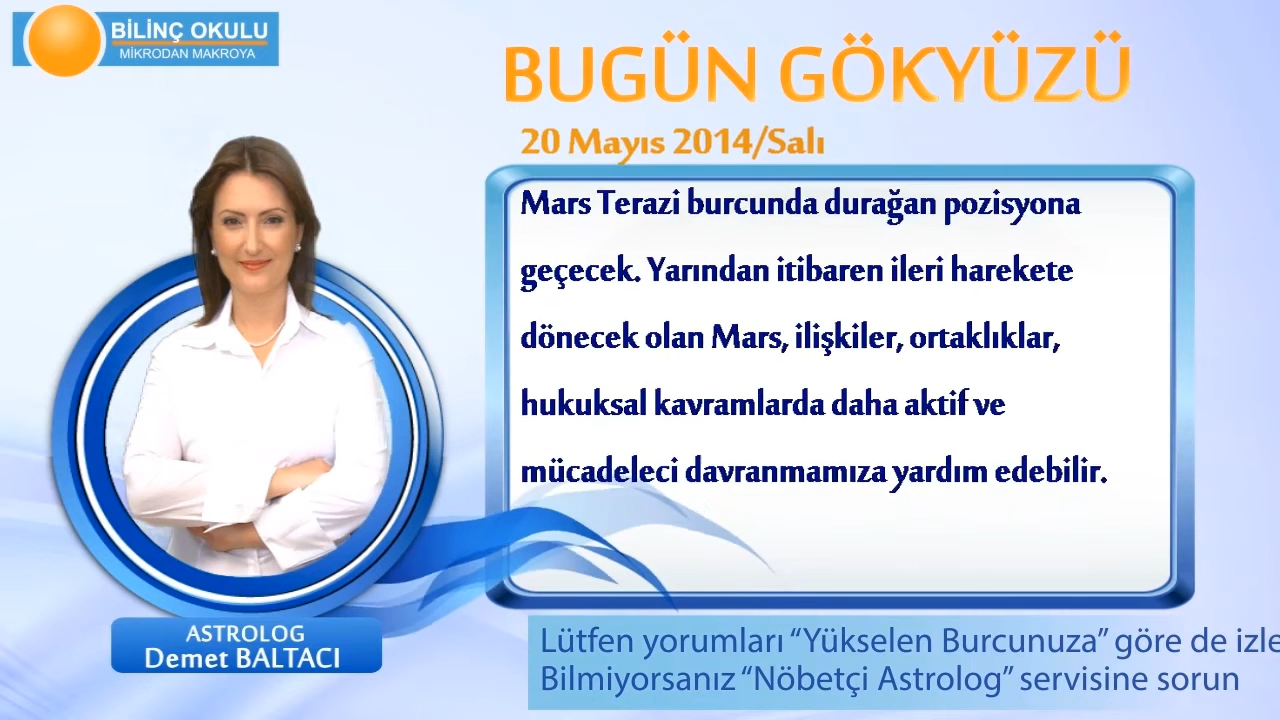 BİLİNÇ OKULU
MİKRODAN MAKROYA
BUGÜN GÖKYÜZÜ
20 Mayıs 2014/Salı
Mars Terazi burcunda durağan pozisyona
geçecek. Yarından itibaren ileri harekete
dönecek olan Mars, ilişkiler, ortaklıklar,
hukuksal kavramlarda daha aktif ve
mücadeleci davranmamıza yardım edebilir.
ASTROLOG
Demet BALTACI
Lütfen yorumları “Yükselen Burcunuza” göre de izle
Bilmiyorsanız “Nöbetçi Astrolog” servisine sorun